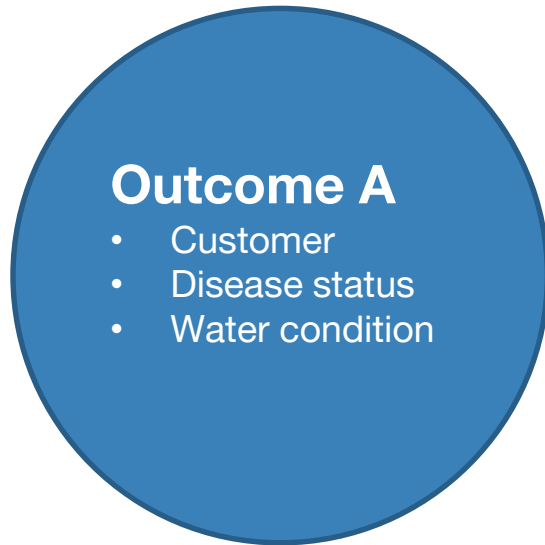 Outcome A
• Customer
• Disease status
• Water condition